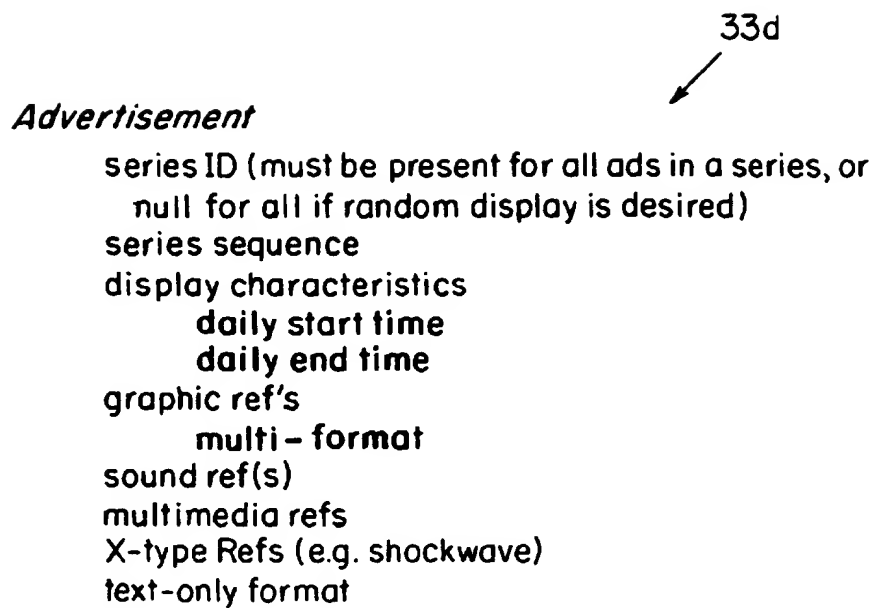 33d
Advertisement
series ID (must be present for all ads in a series, or
null for all if random display is desired)
series sequence
display characteristics
daily start time
daily end time
graphic ref's
multi-format
sound ref(s)
multimedia refs
X-type Refs (e.g. shockwave)
text-only format